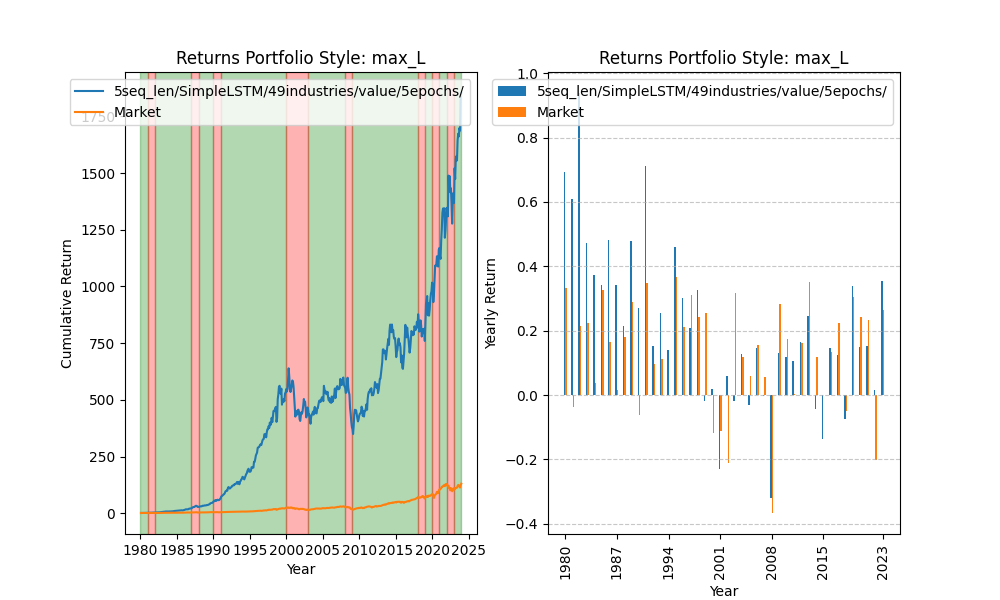 Returns Portfolio Style: max_L
5seq_len/SimpleLSTM/49industries/value/5epochs/
Market
Cumulative Return
1750
1500
1250
1000
750
500
250
0
1980 1985 1990 1995 2000 2005 2010 2015 2020 2025
Year
Returns Portfolio Style: max_L
5seq_len/SimpleLSTM/49industries/value/5epochs/
Market
Yearly Return
1.0
0.8
0.6
0.4
0.2
0.0
−0.2
−0.4
1980 1987 1994 2001 2008 2015 2023
Year